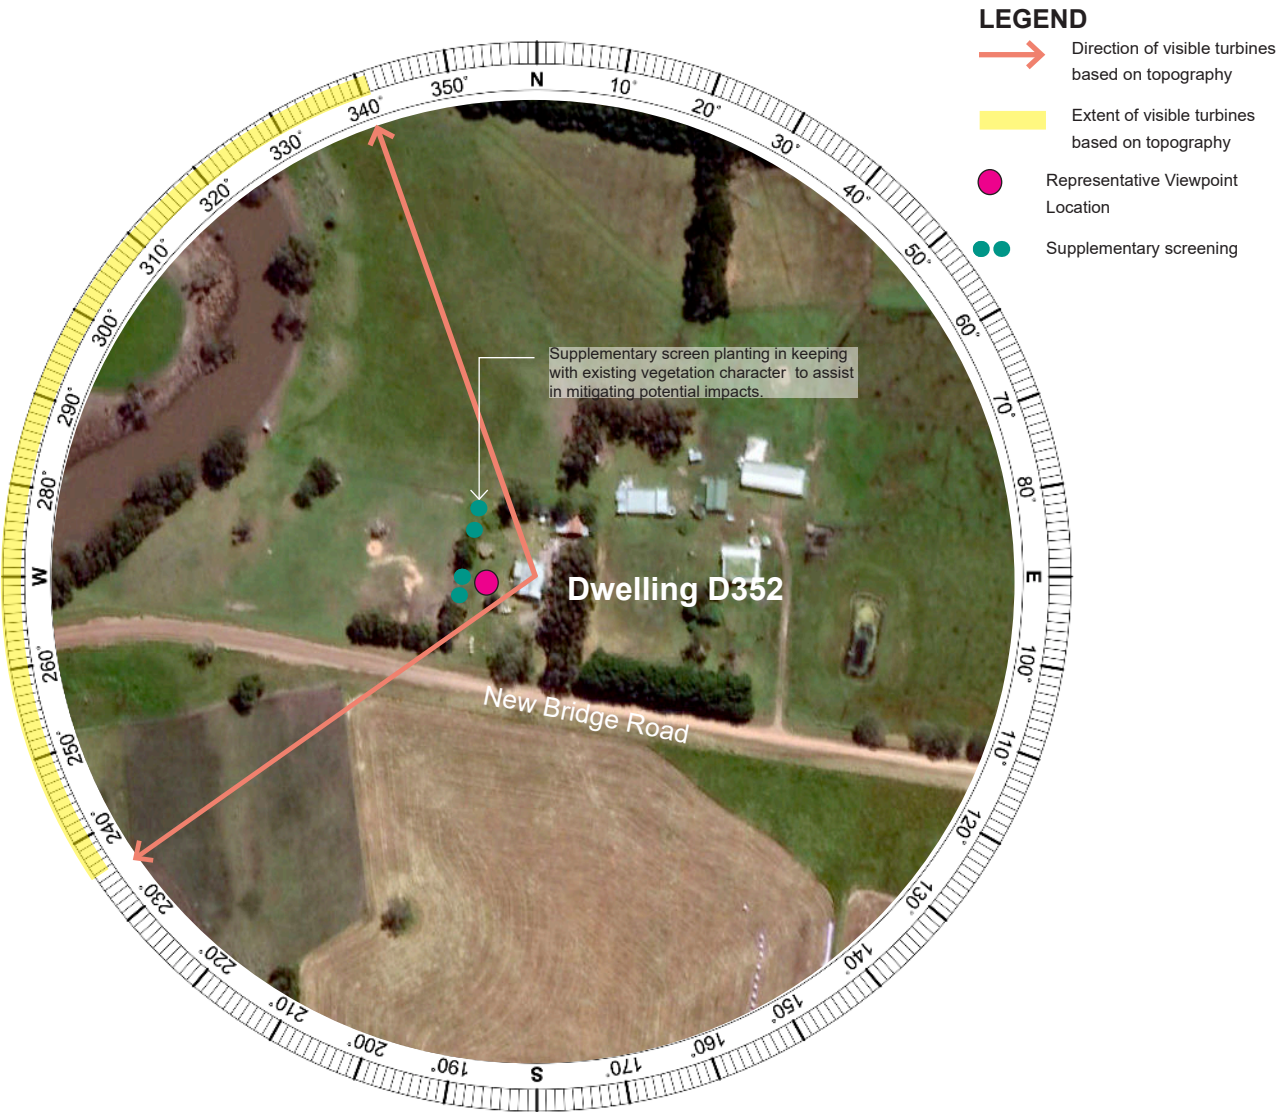 LEGEND
Direction of visible turbines
based on topography
Extent of visible turbines
based on topography
Representative Viewpoint
Location
Supplementary screening
N
10°
20°
30°
40°
50°
60°
70°
80°
E
100°
110°
120°
130°
140°
150°
160°
170°
S
190°
200°
210°
220°
230°
240°
250°
260°
W
280°
290°
300°
310°
320°
330°
340°
350°
Supplementary screen planting in keeping
with existing vegetation character to assist
in mitigating potential impacts.
Dwelling D352
New Bridge Road